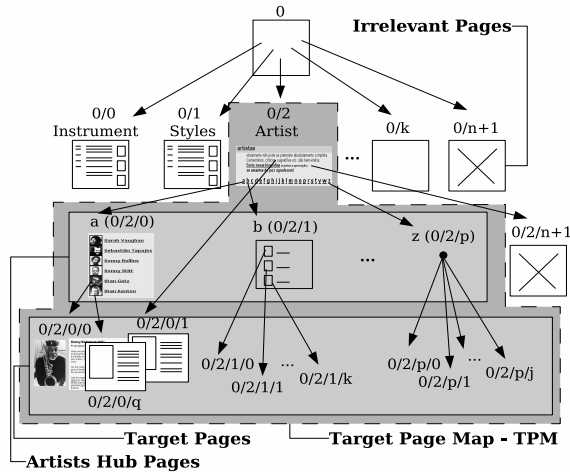 0
Irrelevant Pages
0/0
Instrument
0/1
Styles
0/2
Artist
0/k
0/n+1
...
artistas
a b c d e f g h i j k l m n o p r s t v w z
a (0/2/0)
b (0/2/1)
z (0/2/p)
0/2/n+1
Sarah Vaughan
Sebastião Tapajós
Sonny Rollins
Sonny Stitt
Stan Getz
Stan Kenton
...
0/2/0/0
0/2/0/1
0/2/0/q
0/2/1/0
0/2/1/1
...
0/2/1/k
0/2/p/0
0/2/p/1
...
0/2/p/j
Target Pages
Target Page Map - TPM
Artists Hub Pages